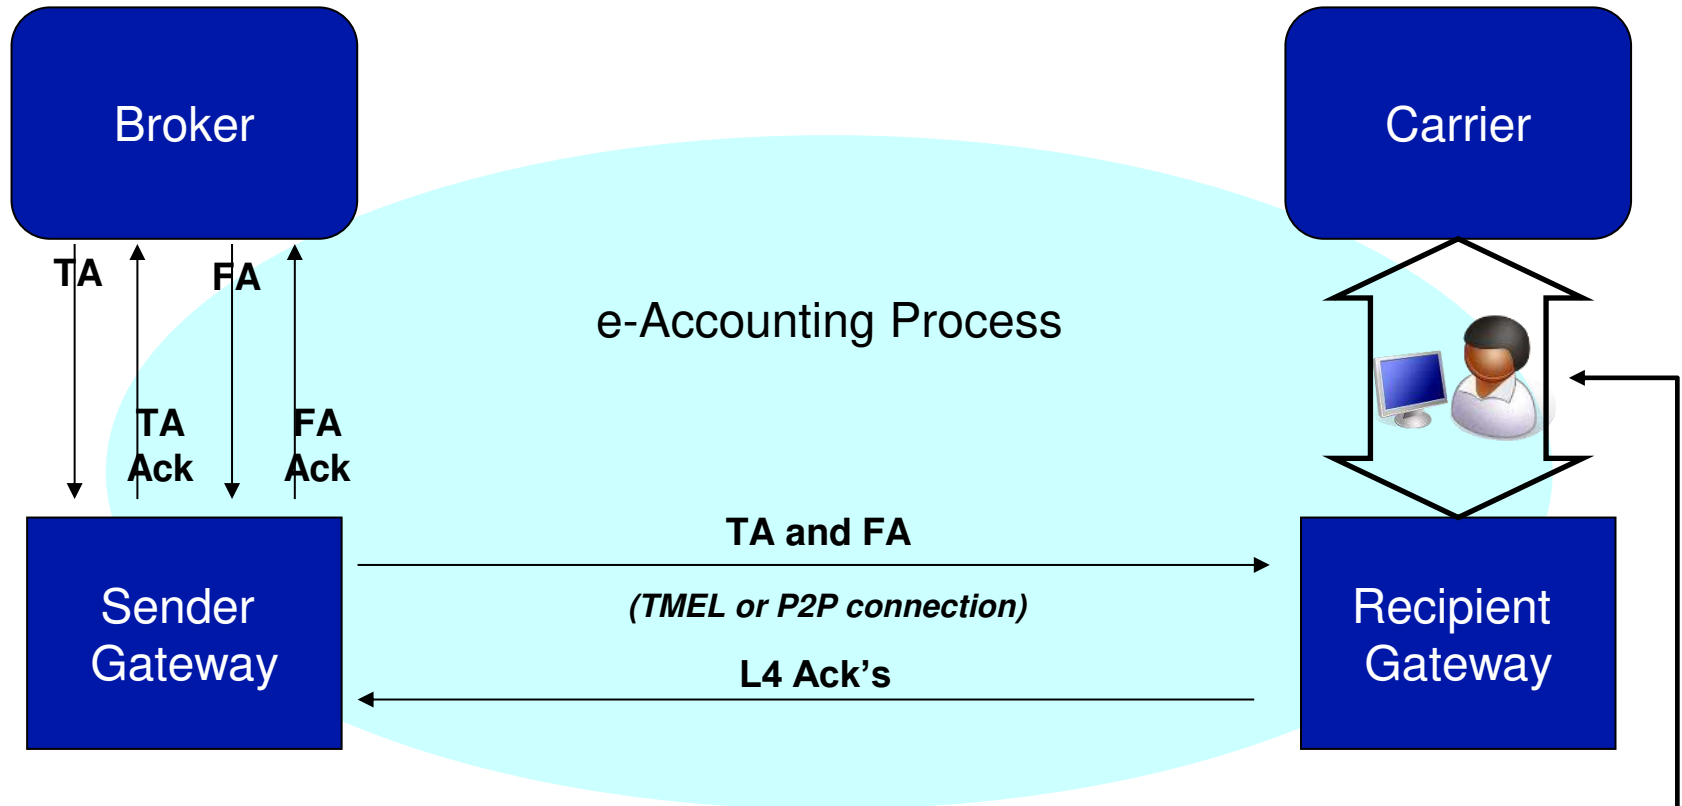 Broker
Carrier
TA
FA
e-Accounting Process
TA
Ack
FA
Ack
TA and FA
(TMEL or P2P connection)
L4 Ack’s
Sender
Gateway
Recipient
Gateway